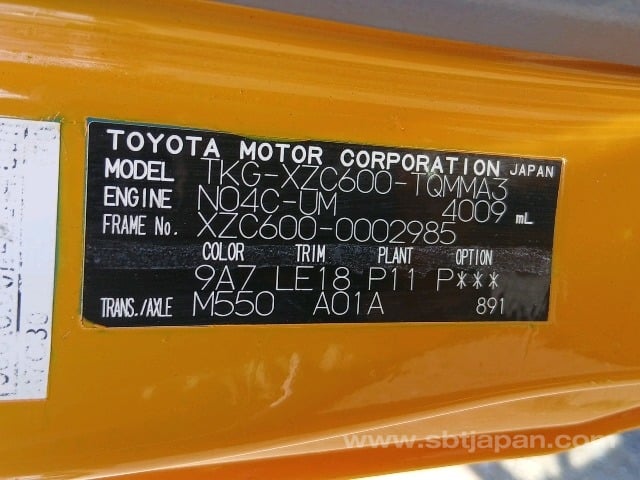 TOYOTA MOTOR CORPORATION JAPAN
MODEL TKG-XZC600-TQMMA3
ENGINE N04C-UM 4009 mL
FRAME No. XZC600-0002985
COLOR TRIM PLANT OPTION
9A7 LE18 P11 P***
TRANS./AXLE M550 A01A 891
www.sbtjapan.com